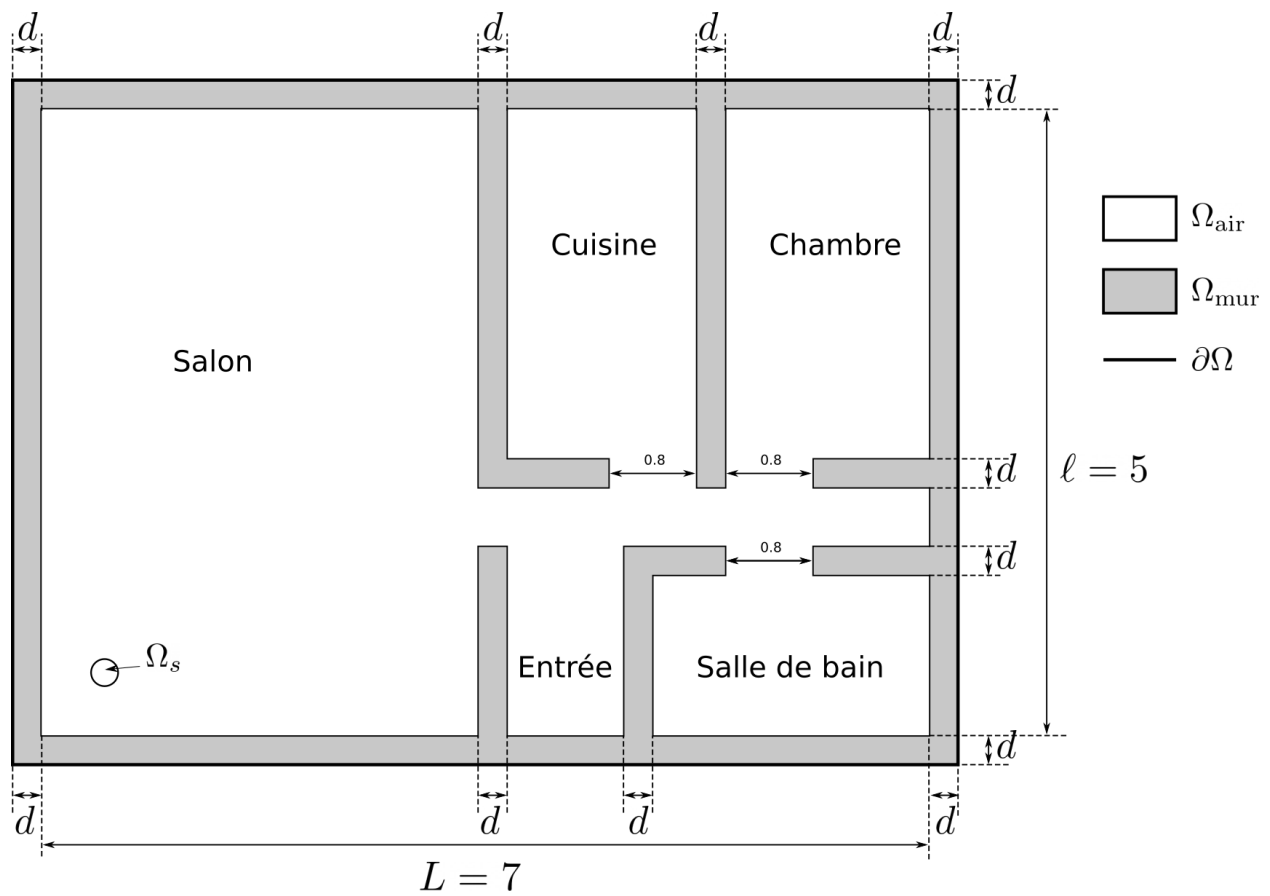 d d d d
d
Ω_air
Cuisine Chambre
Ω_mur
Salon
∂Ω
0.8 0.8
d
ℓ = 5
0.8
d
Ω_s
Entrée Salle de bain
d
d d d d
L = 7